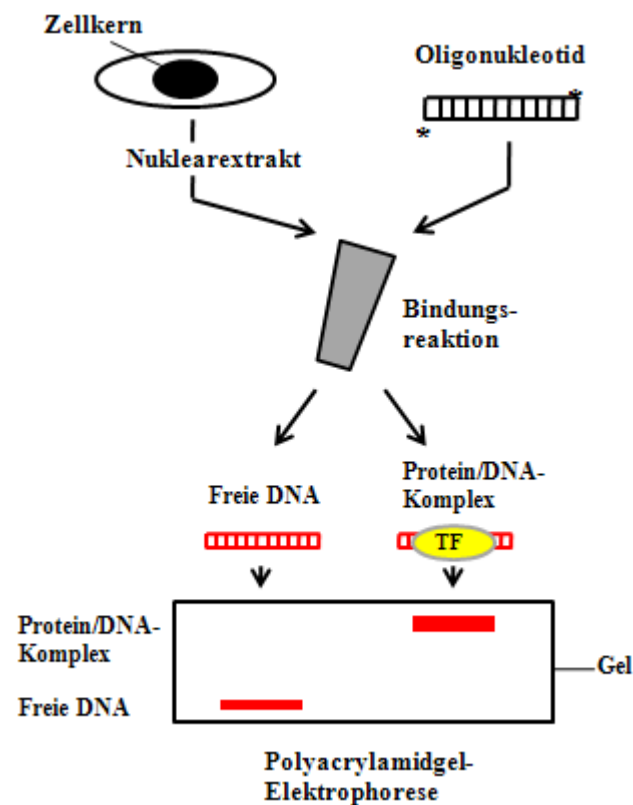 Zellkern
Oligonukleotid
*
*
Nuklearextrakt
Bindungs-
reaktion
Freie DNA
Protein/DNA-
Komplex
TF
Protein/DNA-
Komplex
Gel
Freie DNA
Polyacrylamidgel-
Elektrophorese